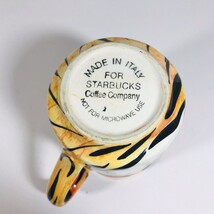 MADE IN ITALY
FOR
STARBUCKS
Coffee Company
NOT FOR MICROWAVE USE